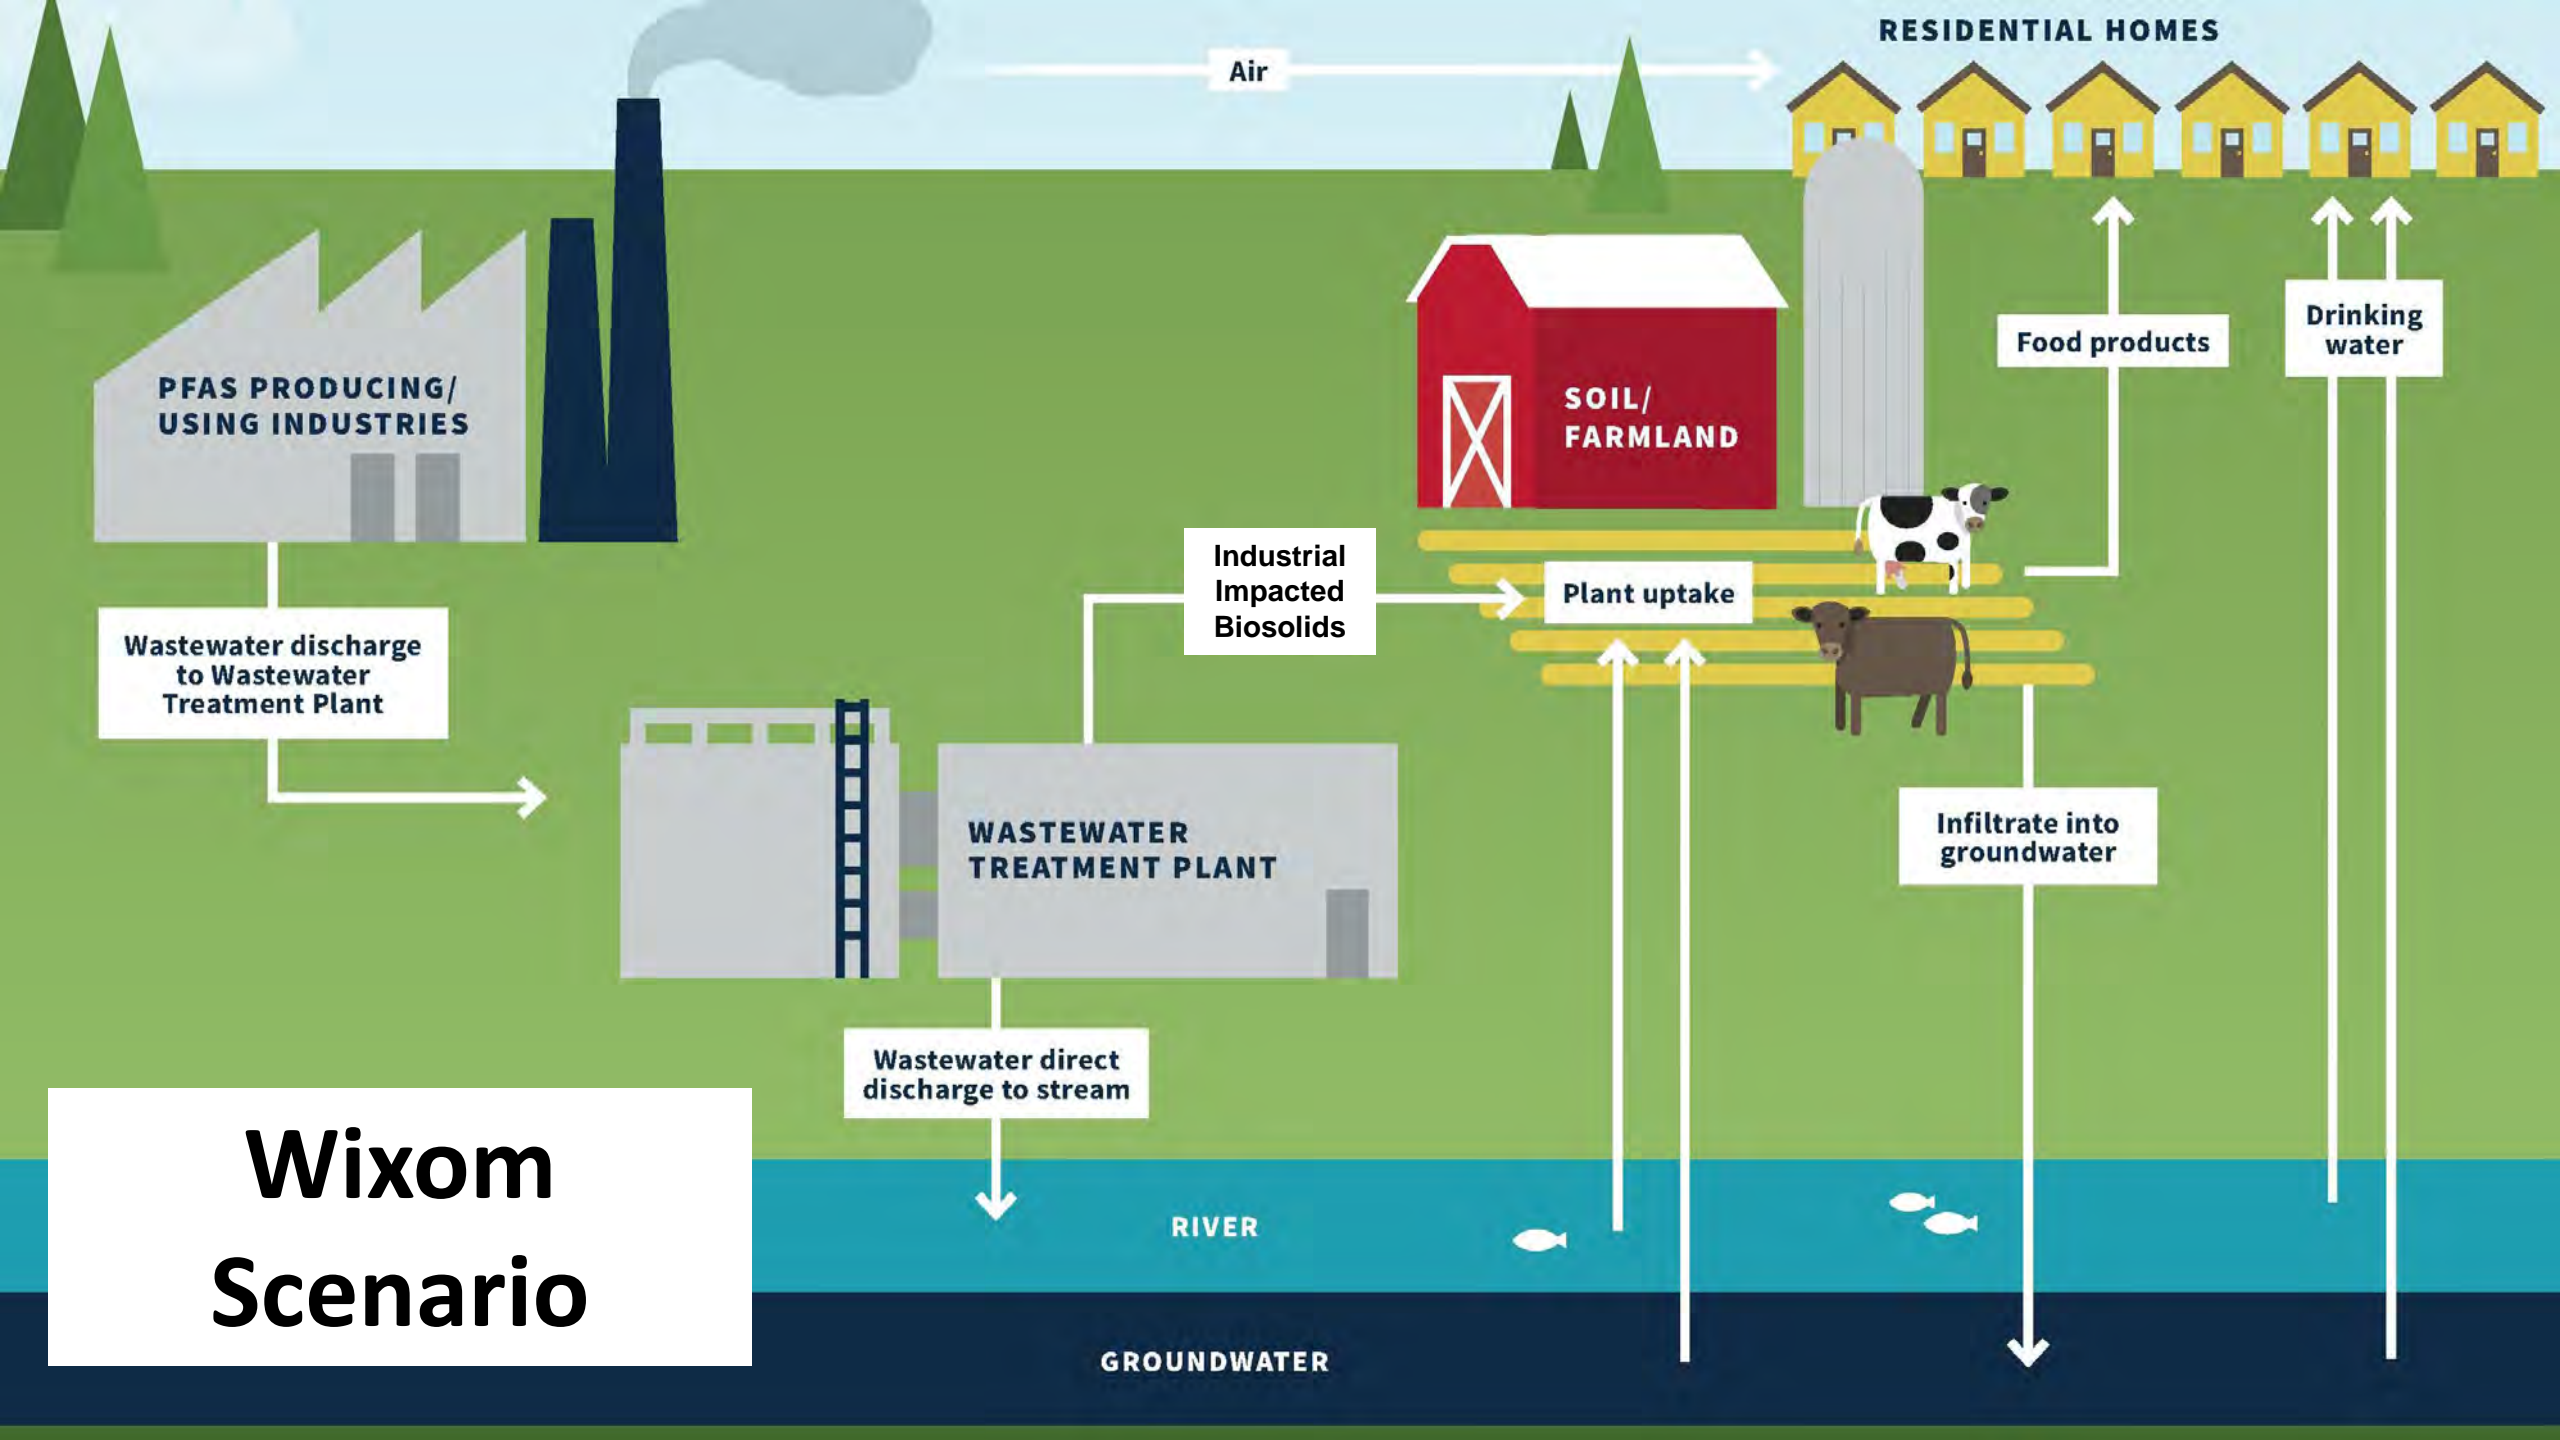 RESIDENTIAL HOMES
Air
PFAS PRODUCING/
USING INDUSTRIES
SOIL/
FARMLAND
Food products
Drinking
water
Industrial
Impacted
Biosolids
Plant uptake
Wastewater discharge
to Wastewater
Treatment Plant
WASTEWATER
TREATMENT PLANT
Infiltrate into
groundwater
Wastewater direct
discharge to stream
Wixom
Scenario
RIVER
GROUNDWATER